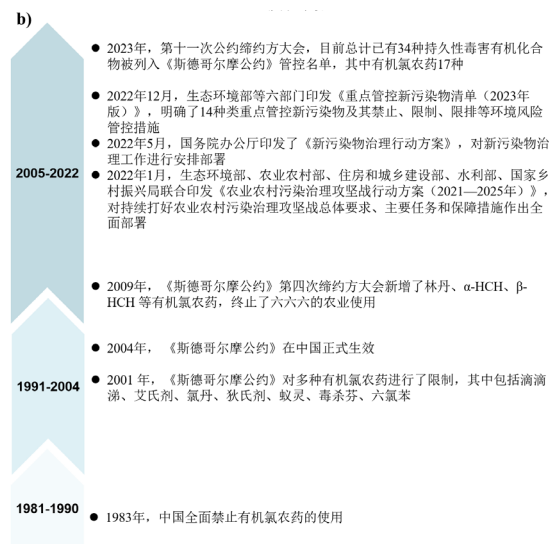 b)
● 2023年，第十一次公约缔约方大会，目前总计已有34种持久性毒害有机化合
物被列入《斯德哥尔摩公约》管控名单，其中有机氯农药17种
● 2022年12月，生态环境部等六部门印发《重点管控新污染物清单（2023年
版）》，明确了14种类重点管控新污染物及其禁止、限制、限排等环境风险
管控措施
● 2022年5月，国务院办公厅印发了《新污染物治理行动方案》，对新污染物治
理工作进行安排部署
2005-2022
● 2022年1月，生态环境部、农业农村部、住房和城乡建设部、水利部、国家乡
村振兴局联合印发《农业农村污染治理攻坚战行动方案（2021—2025年）》，
对持续打好农业农村污染治理攻坚战总体要求、主要任务和保障措施作出全
面部署
● 2009年，《斯德哥尔摩公约》第四次缔约方大会新增了林丹、α-HCH、β-
HCH 等有机氯农药，终止了六六六的农业使用
● 2004年， 《斯德哥尔摩公约》在中国正式生效
1991-2004
● 2001 年，《斯德哥尔摩公约》对多种有机氯农药进行了限制，其中包括滴滴
涕、艾氏剂、氯丹、狄氏剂、蚁灵、毒杀芬、六氯苯
1981-1990
● 1983年，中国全面禁止有机氯农药的使用